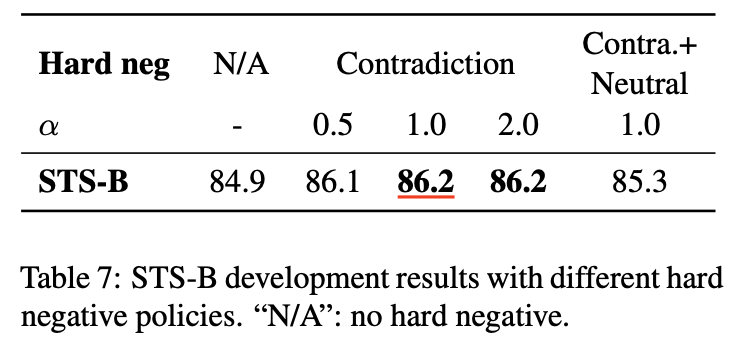 Hard neg N/A Contradiction Contra.+ Neutral
α - 0.5 1.0 2.0 1.0
STS-B 84.9 86.1 86.2 86.2 85.3
Table 7: STS-B development results with different hard
negative policies. “N/A”: no hard negative.